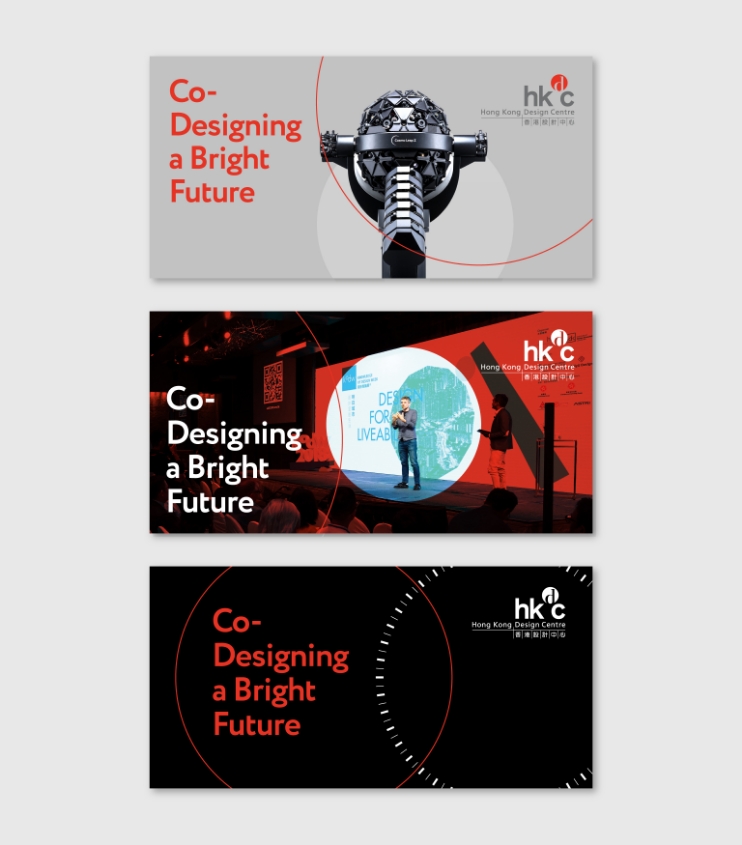 Co-
Designing
a Bright
Future
hkdc
Hong Kong Design Centre
香港設計中心
Co-
Designing
a Bright
Future
DESIGN
FOR
LIVEAB
hkdc
Hong Kong Design Centre
香港設計中心
Co-
Designing
a Bright
Future
hkdc
Hong Kong Design Centre
香港設計中心